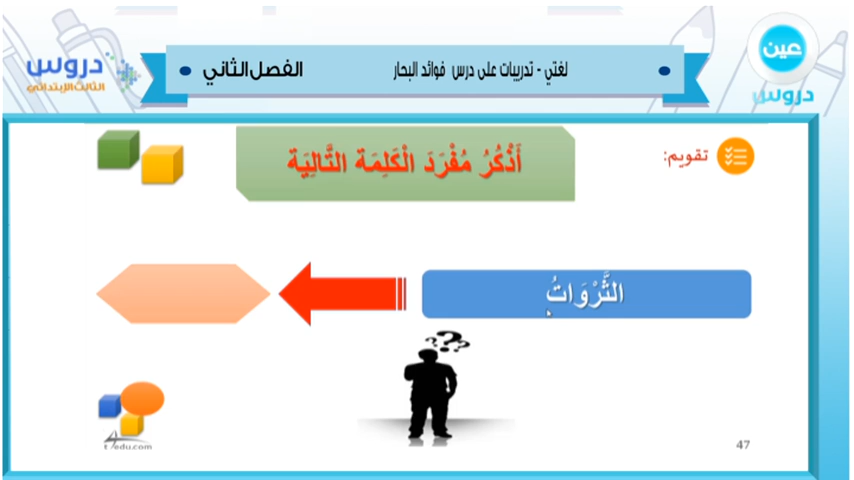 عين
دروس
لغتي - تدريبات على درس فوائد البحار
الفصل الثاني
دروس
الثالث الإبتدائي
تقويم:
أَذْكُرُ مُفْرَدَ الْكَلِمَة التَّالِيَة
الثَّرْوَاتُ
???
t4edu.com
47